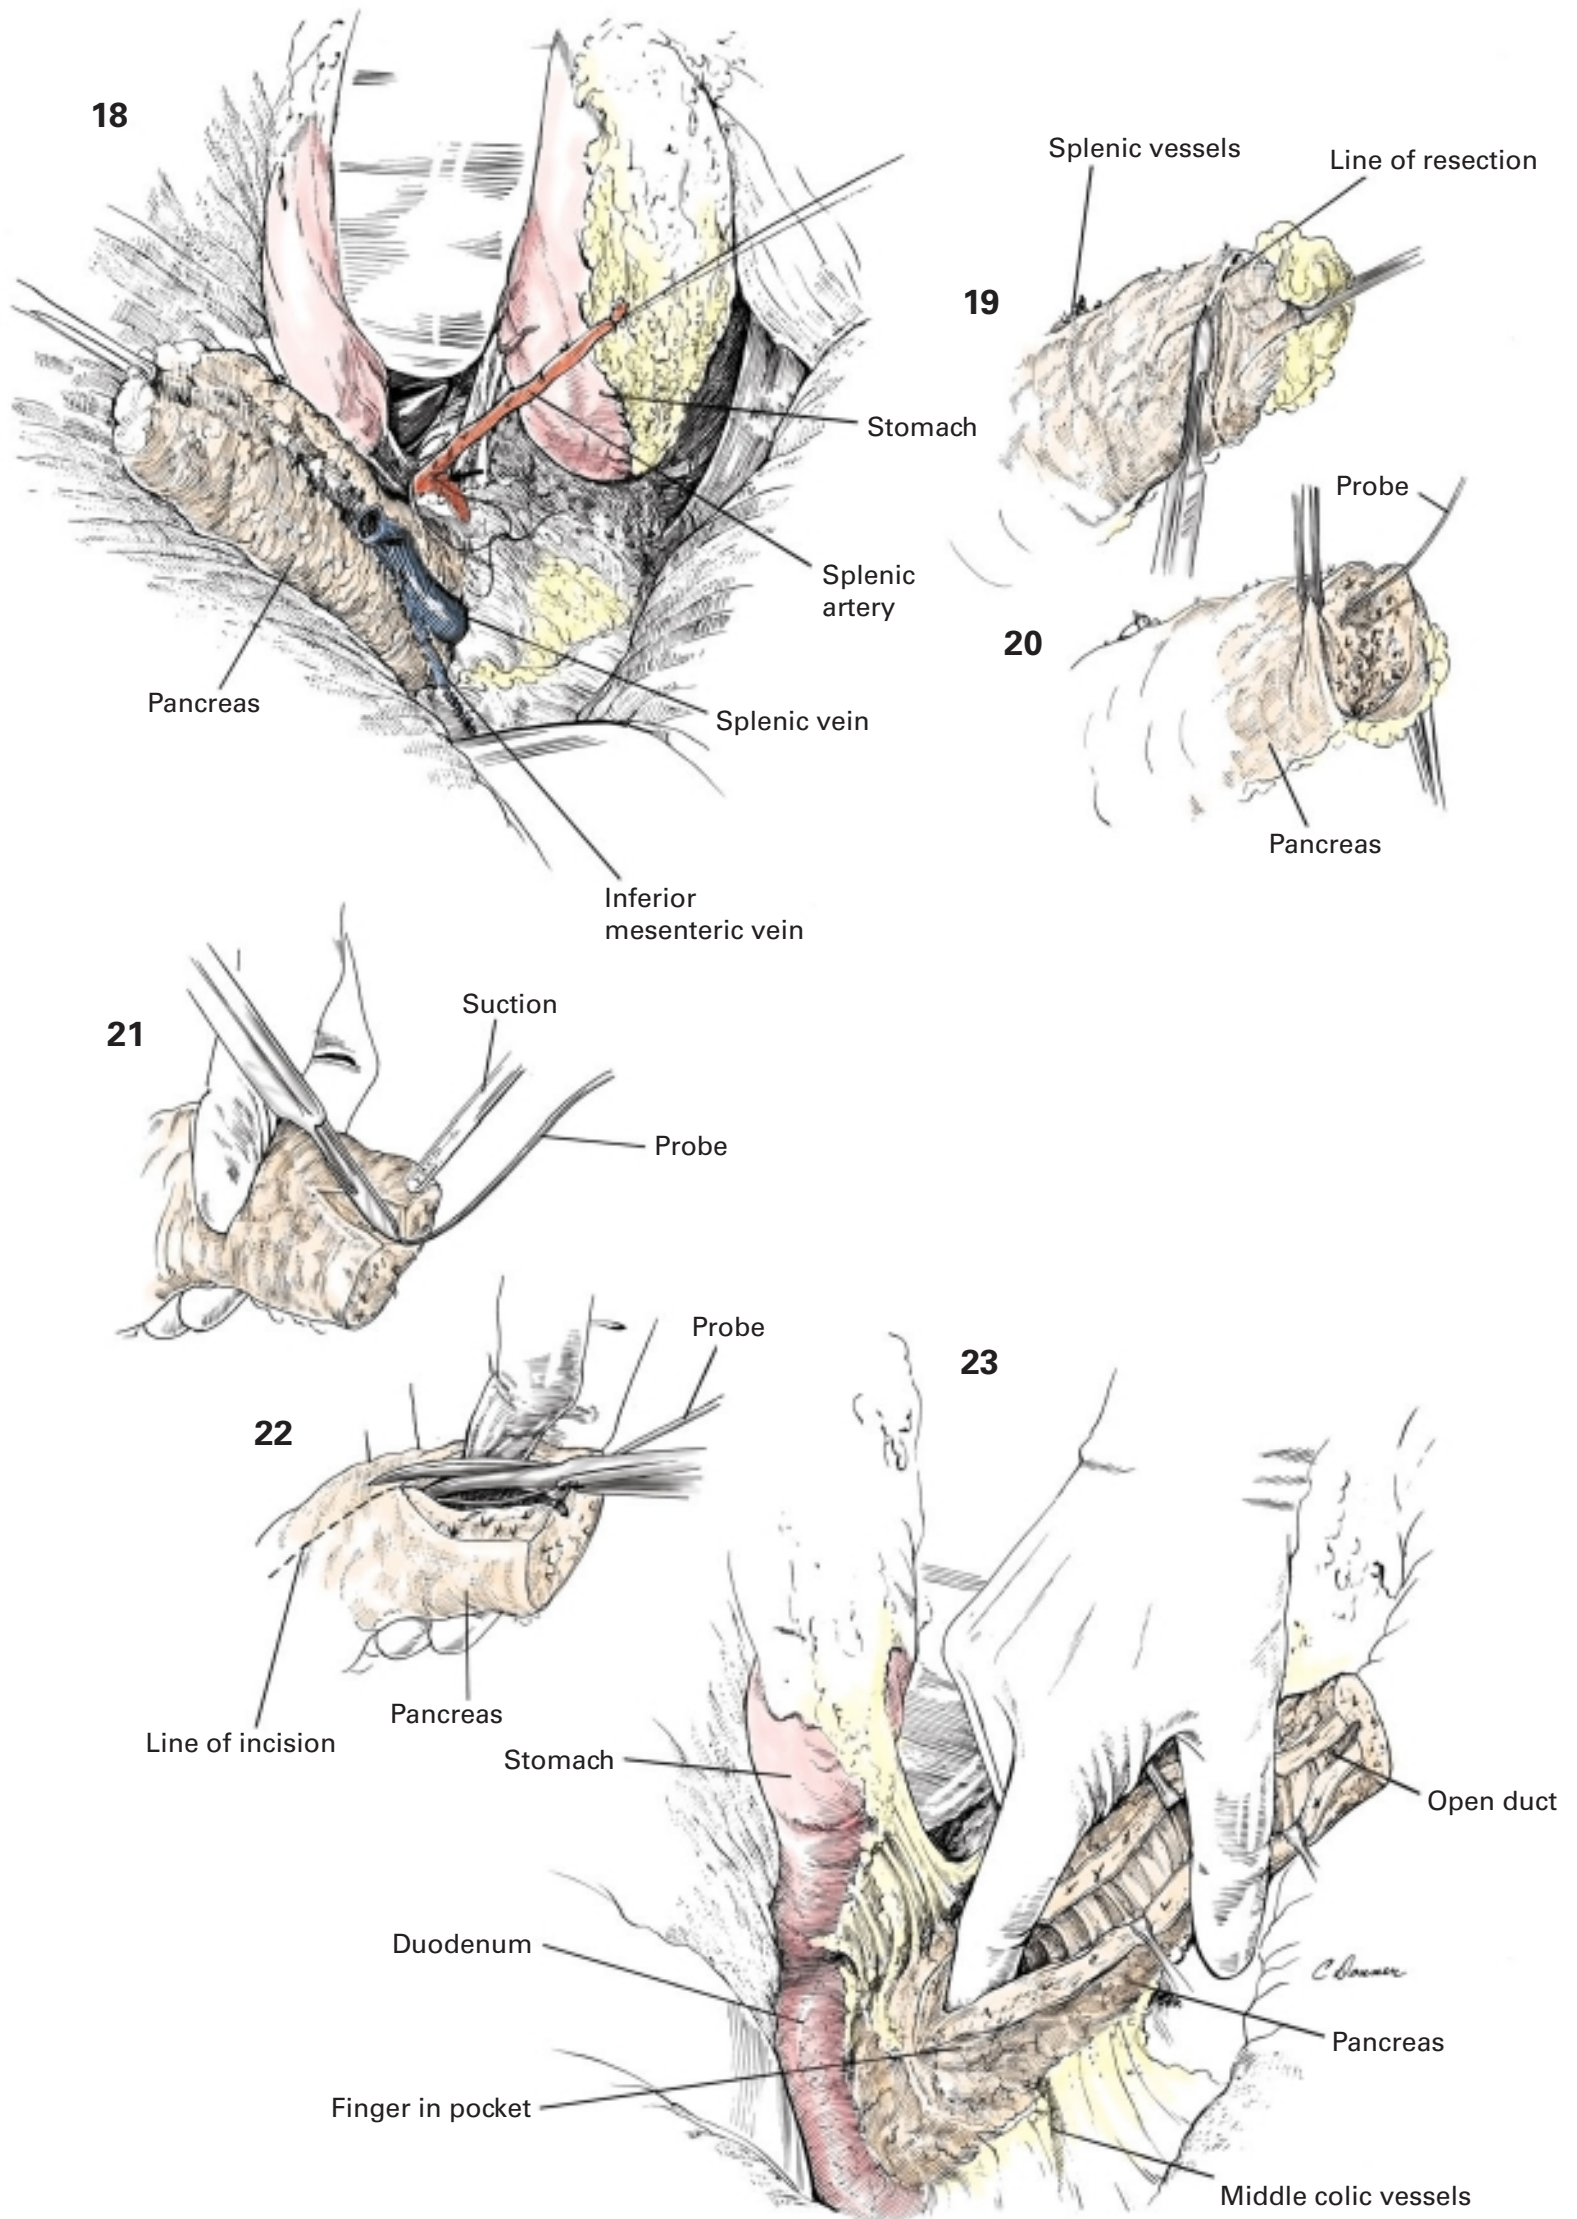 18
Stomach
Splenic
artery
Pancreas
Splenic vein
Inferior
mesenteric vein
Splenic vessels
Line of resection
19
Probe
20
Pancreas
21
Suction
Probe
22
Probe
Line of incision
Pancreas
23
Stomach
Open duct
Duodenum
Pancreas
Finger in pocket
Middle colic vessels